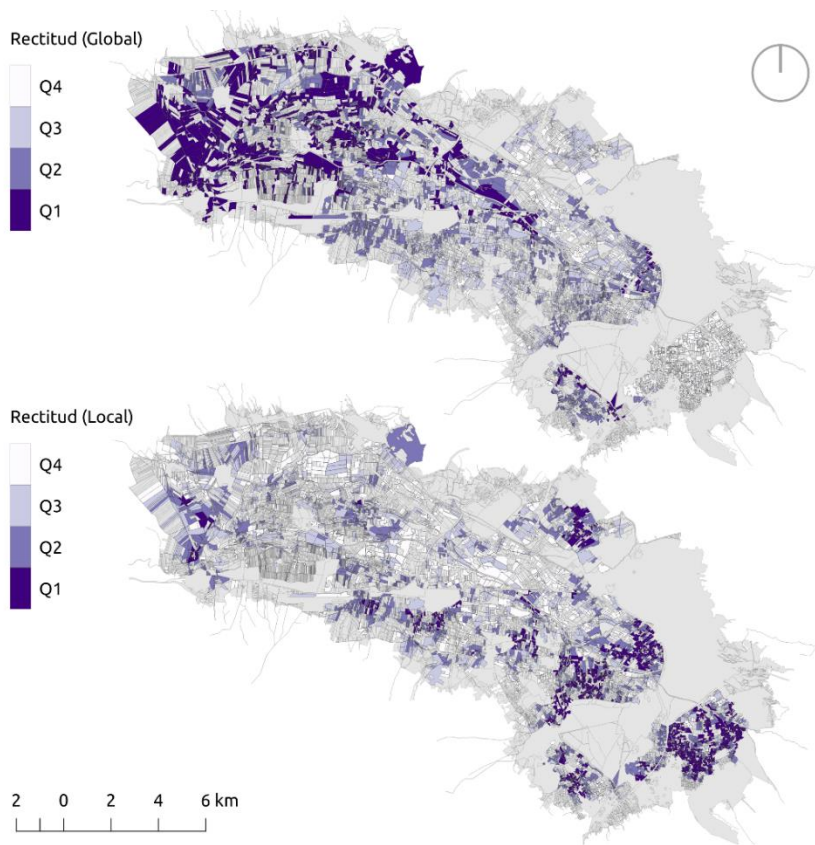 Rectitud (Global)
Q4
Q3
Q2
Q1
Rectitud (Local)
Q4
Q3
Q2
Q1
2 0 2 4 6 km